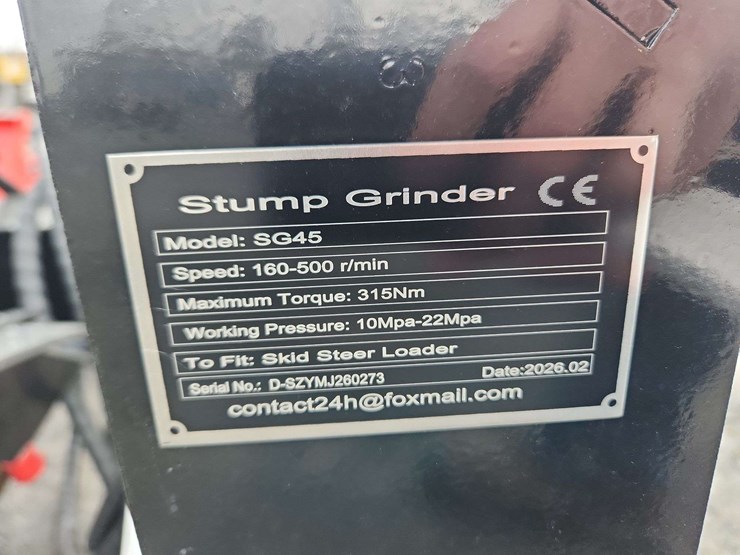 Stump Grinder CE
Model: SG45
Speed: 160-500 r/min
Maximum Torque: 315Nm
Working Pressure: 10Mpa-22Mpa
To Fit: Skid Steer Loader
Serial No.: D-SZYMJ260273 Date:2026.02
contact24h@foxmail.com